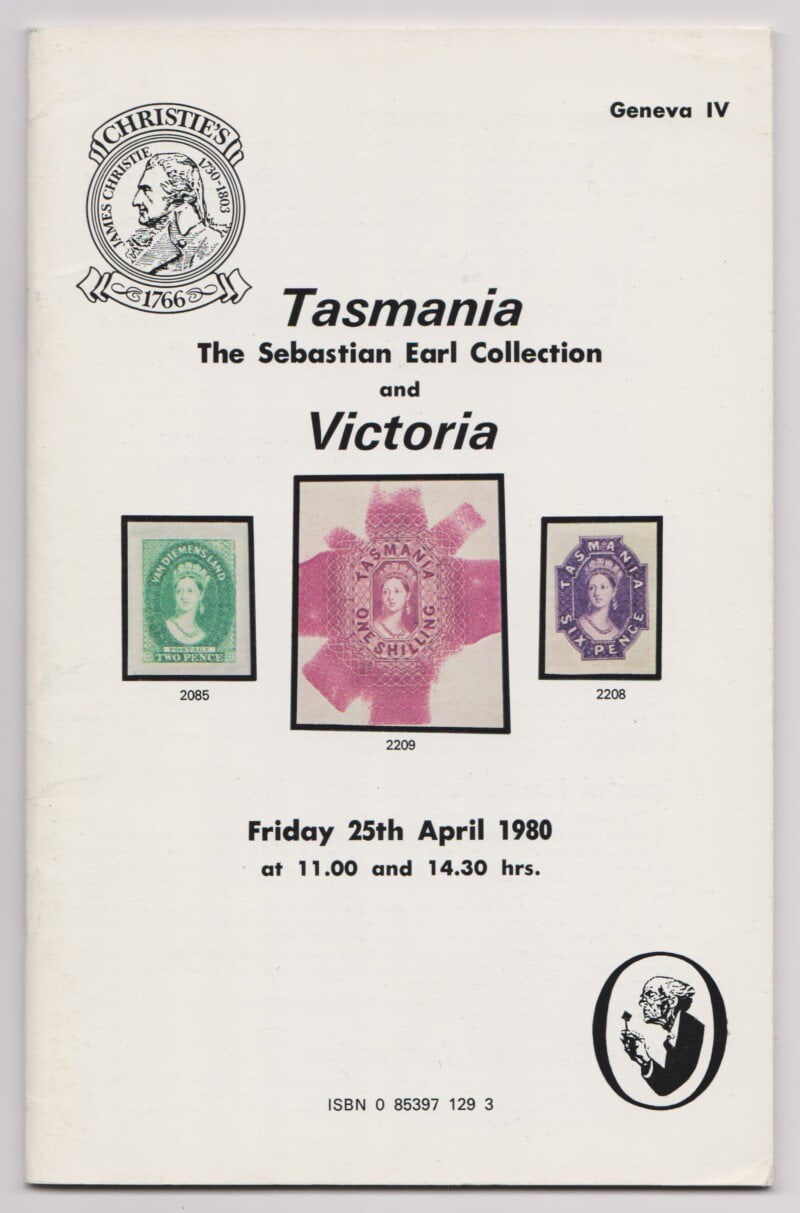 Geneva IV
CHRISTIE'S
JAMES CHRISTIE 1730-1803
1766
Tasmania
The Sebastian Earl Collection
and
Victoria
VAN DIEMENS LAND
POSTAGE
TWO PENCE
2085
TASMANIA
ONE SHILLING
2209
TASMANIA
SIX PENCE
2208
Friday 25th April 1980
at 11.00 and 14.30 hrs.
ISBN 0 85397 129 3